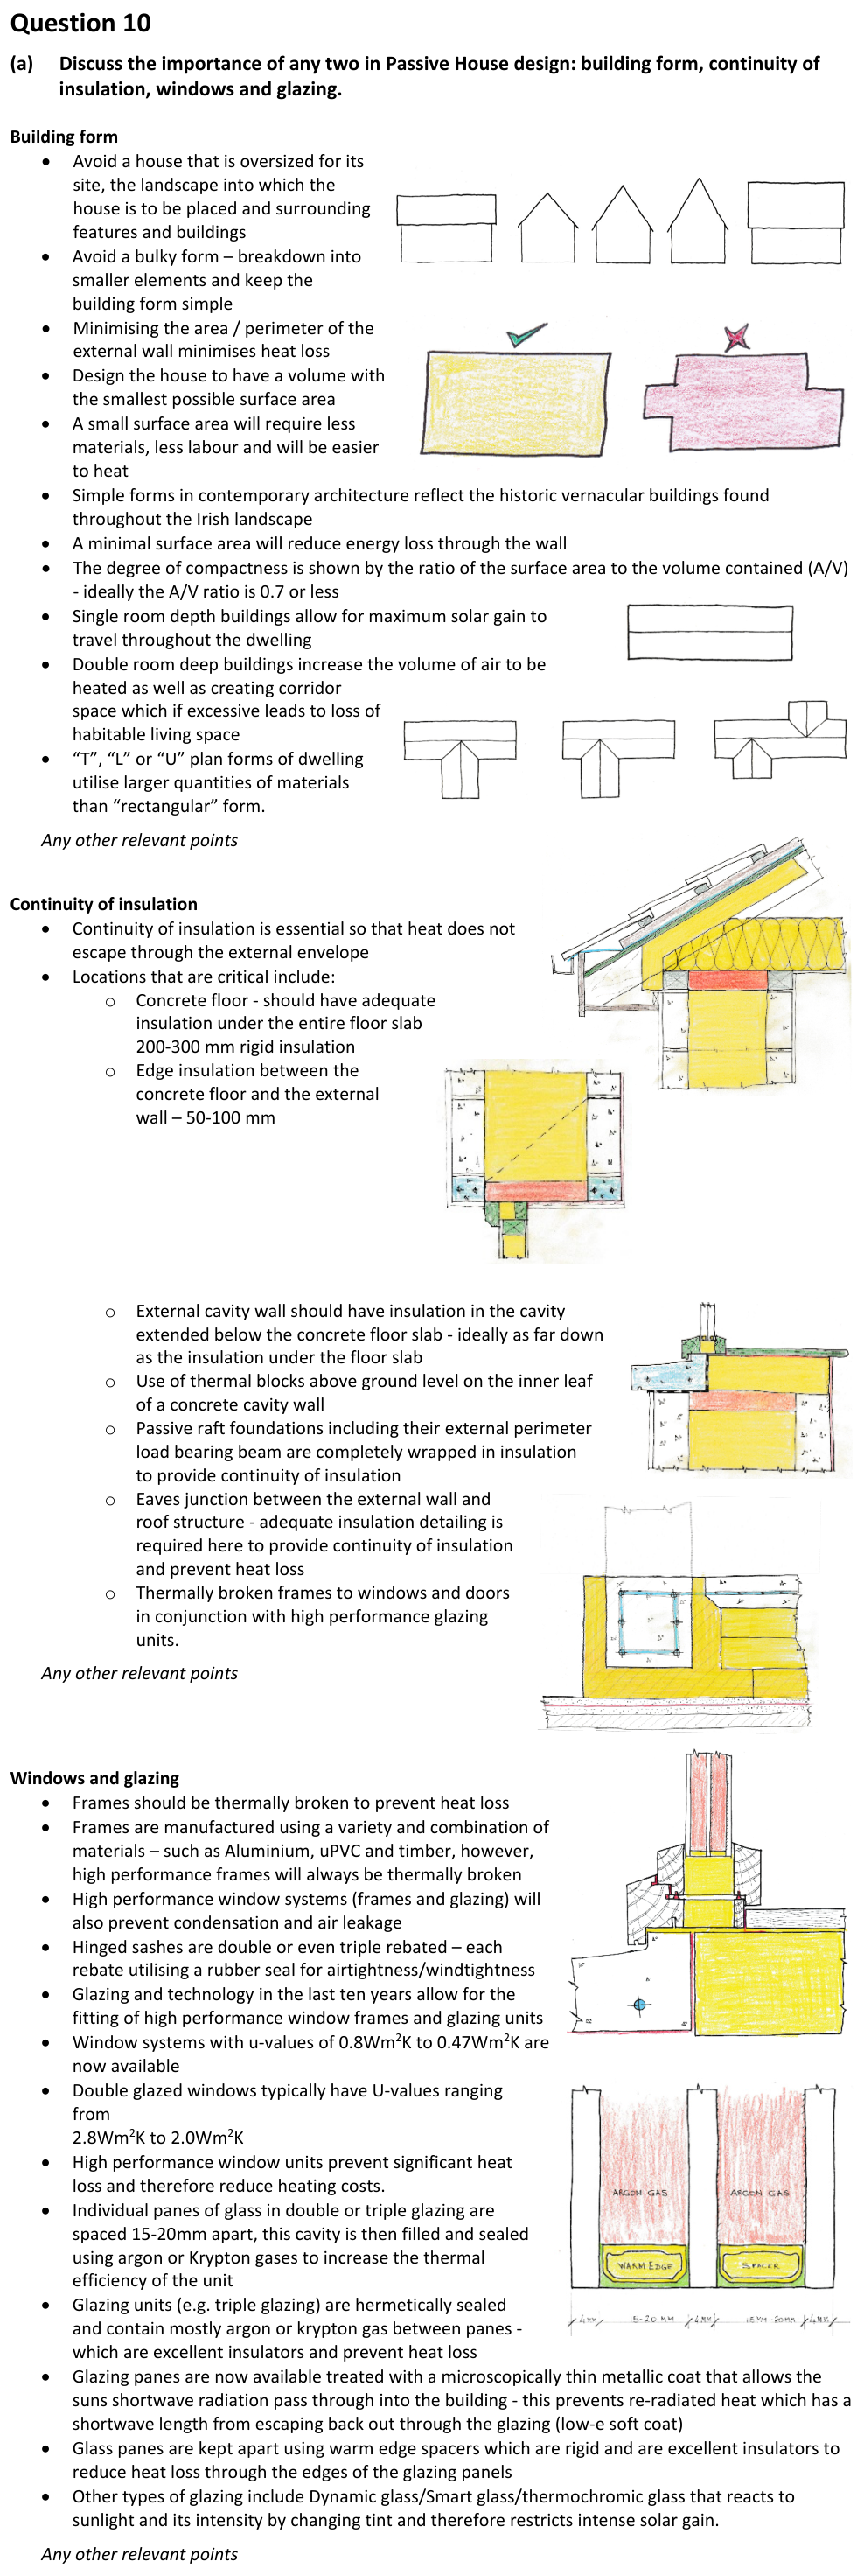 Question 10
(a) Discuss the importance of any two in Passive House design: building form, continuity of
insulation, windows and glazing.
Building form
• Avoid a house that is oversized for its
site, the landscape into which the
house is to be placed and surrounding
features and buildings
• Avoid a bulky form – breakdown into
smaller elements and keep the
building form simple
• Minimising the area / perimeter of the
external wall minimises heat loss
• Design the house to have a volume with
the smallest possible surface area
• A small surface area will require less
materials, less labour and will be easier
to heat
• Simple forms in contemporary architecture reflect the historic vernacular buildings found
throughout the Irish landscape
• A minimal surface area will reduce energy loss through the wall
• The degree of compactness is shown by the ratio of the surface area to the volume contained (A/V)
- ideally the A/V ratio is 0.7 or less
• Single room depth buildings allow for maximum solar gain to
travel throughout the dwelling
• Double room deep buildings increase the volume of air to be
heated as well as creating corridor
space which if excessive leads to loss of
habitable living space
• “T”, “L” or “U” plan forms of dwelling
utilise larger quantities of materials
than “rectangular” form.
Any other relevant points
Continuity of insulation
• Continuity of insulation is essential so that heat does not
escape through the external envelope
• Locations that are critical include:
o Concrete floor - should have adequate
insulation under the entire floor slab
200-300 mm rigid insulation
o Edge insulation between the
concrete floor and the external
wall – 50-100 mm
o External cavity wall should have insulation in the cavity
extended below the concrete floor slab - ideally as far down
as the insulation under the floor slab
o Use of thermal blocks above ground level on the inner leaf
of a concrete cavity wall
o Passive raft foundations including their external perimeter
load bearing beam are completely wrapped in insulation
to provide continuity of insulation
o Eaves junction between the external wall and
roof structure - adequate insulation detailing is
required here to provide continuity of insulation
and prevent heat loss
o Thermally broken frames to windows and doors
in conjunction with high performance glazing
units.
Any other relevant points
Windows and glazing
• Frames should be thermally broken to prevent heat loss
• Frames are manufactured using a variety and combination of
materials – such as Aluminium, uPVC and timber, however,
high performance frames will always be thermally broken
• High performance window systems (frames and glazing) will
also prevent condensation and air leakage
• Hinged sashes are double or even triple rebated – each
rebate utilising a rubber seal for airtightness/windtightness
• Glazing and technology in the last ten years allow for the
fitting of high performance window frames and glazing units
• Window systems with u-values of 0.8Wm²K to 0.47Wm²K are
now available
• Double glazed windows typically have U-values ranging
from
2.8Wm²K to 2.0Wm²K
• High performance window units prevent significant heat
loss and therefore reduce heating costs.
• Individual panes of glass in double or triple glazing are
spaced 15-20mm apart, this cavity is then filled and sealed
using argon or Krypton gases to increase the thermal
efficiency of the unit
ARGON GAS ARGON GAS
WARM EDGE SPACER
4MM 15-20 MM 4MM 15MM-20MM 4MM
• Glazing units (e.g. triple glazing) are hermetically sealed
and contain mostly argon or krypton gas between panes -
which are excellent insulators and prevent heat loss
• Glazing panes are now available treated with a microscopically thin metallic coat that allows the
suns shortwave radiation pass through into the building - this prevents re-radiated heat which has a
shortwave length from escaping back out through the glazing (low-e soft coat)
• Glass panes are kept apart using warm edge spacers which are rigid and are excellent insulators to
reduce heat loss through the edges of the glazing panels
• Other types of glazing include Dynamic glass/Smart glass/thermochromic glass that reacts to
sunlight and its intensity by changing tint and therefore restricts intense solar gain.
Any other relevant points